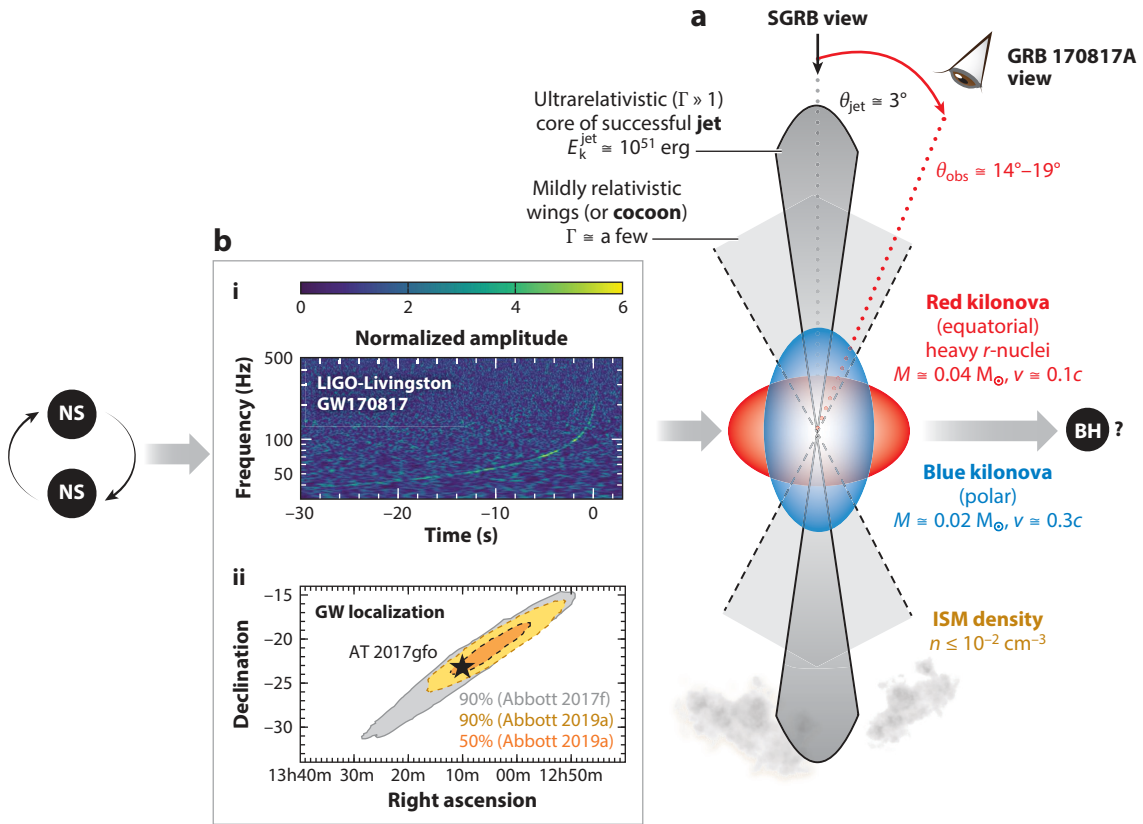 a
SGRB view
GRB 170817A
view
θjet ≅ 3°
Ultrarelativistic (Γ » 1)
core of successful jet
E_k^jet ≅ 10⁵¹ erg
θobs ≅ 14°–19°
Mildly relativistic
wings (or cocoon)
Γ ≅ a few
b
i
0 2 4 6
Normalized amplitude
Frequency (Hz)
500
100
50
LIGO-Livingston
GW170817
−30 −20 −10 0
Time (s)
NS
NS
Red kilonova
(equatorial)
heavy r-nuclei
M ≅ 0.04 M☉, v ≅ 0.1c
BH ?
Blue kilonova
(polar)
M ≅ 0.02 M☉, v ≅ 0.3c
ISM density
n ≤ 10⁻² cm⁻³
ii
Declination
−15
−20
−25
−30
GW localization
AT 2017gfo
90% (Abbott 2017f)
90% (Abbott 2019a)
50% (Abbott 2019a)
13h40m 30m 20m 10m 00m 12h50m
Right ascension